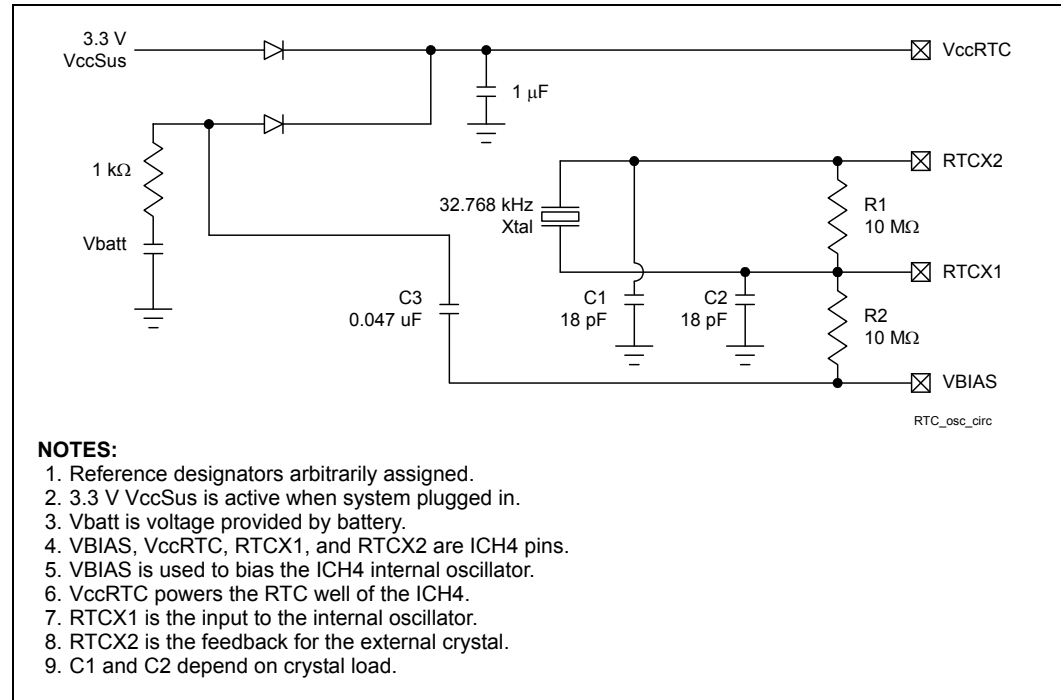 3.3 V
VccSus
VccRTC
1 μF
1 kΩ
RTCX2
32.768 kHz
Xtal
R1
10 MΩ
Vbatt
RTCX1
C3
0.047 uF
C1
18 pF
C2
18 pF
R2
10 MΩ
VBIAS
RTC_osc_circ
NOTES:
1. Reference designators arbitrarily assigned.
2. 3.3 V VccSus is active when system plugged in.
3. Vbatt is voltage provided by battery.
4. VBIAS, VccRTC, RTCX1, and RTCX2 are ICH4 pins.
5. VBIAS is used to bias the ICH4 internal oscillator.
6. VccRTC powers the RTC well of the ICH4.
7. RTCX1 is the input to the internal oscillator.
8. RTCX2 is the feedback for the external crystal.
9. C1 and C2 depend on crystal load.